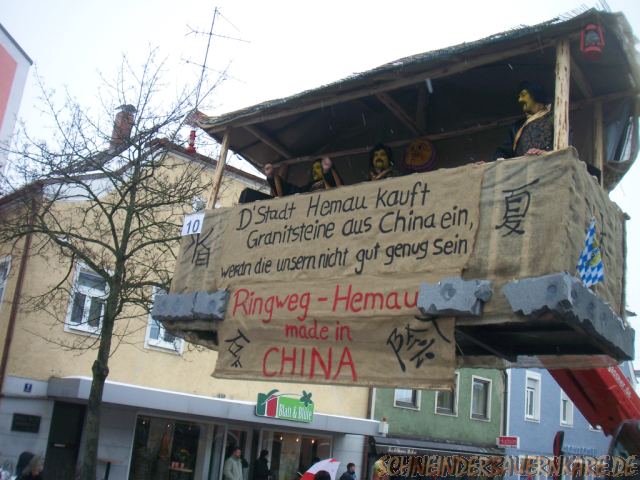 10
D'Stadt Hemau kauft
Granitsteine aus China ein,
werdn die unsern nicht gut genug sein
夏
Ringweg - Hemau
made in
CHINA
Blatt & Blüte
SCHNEINDERBAUERNKARE.DE